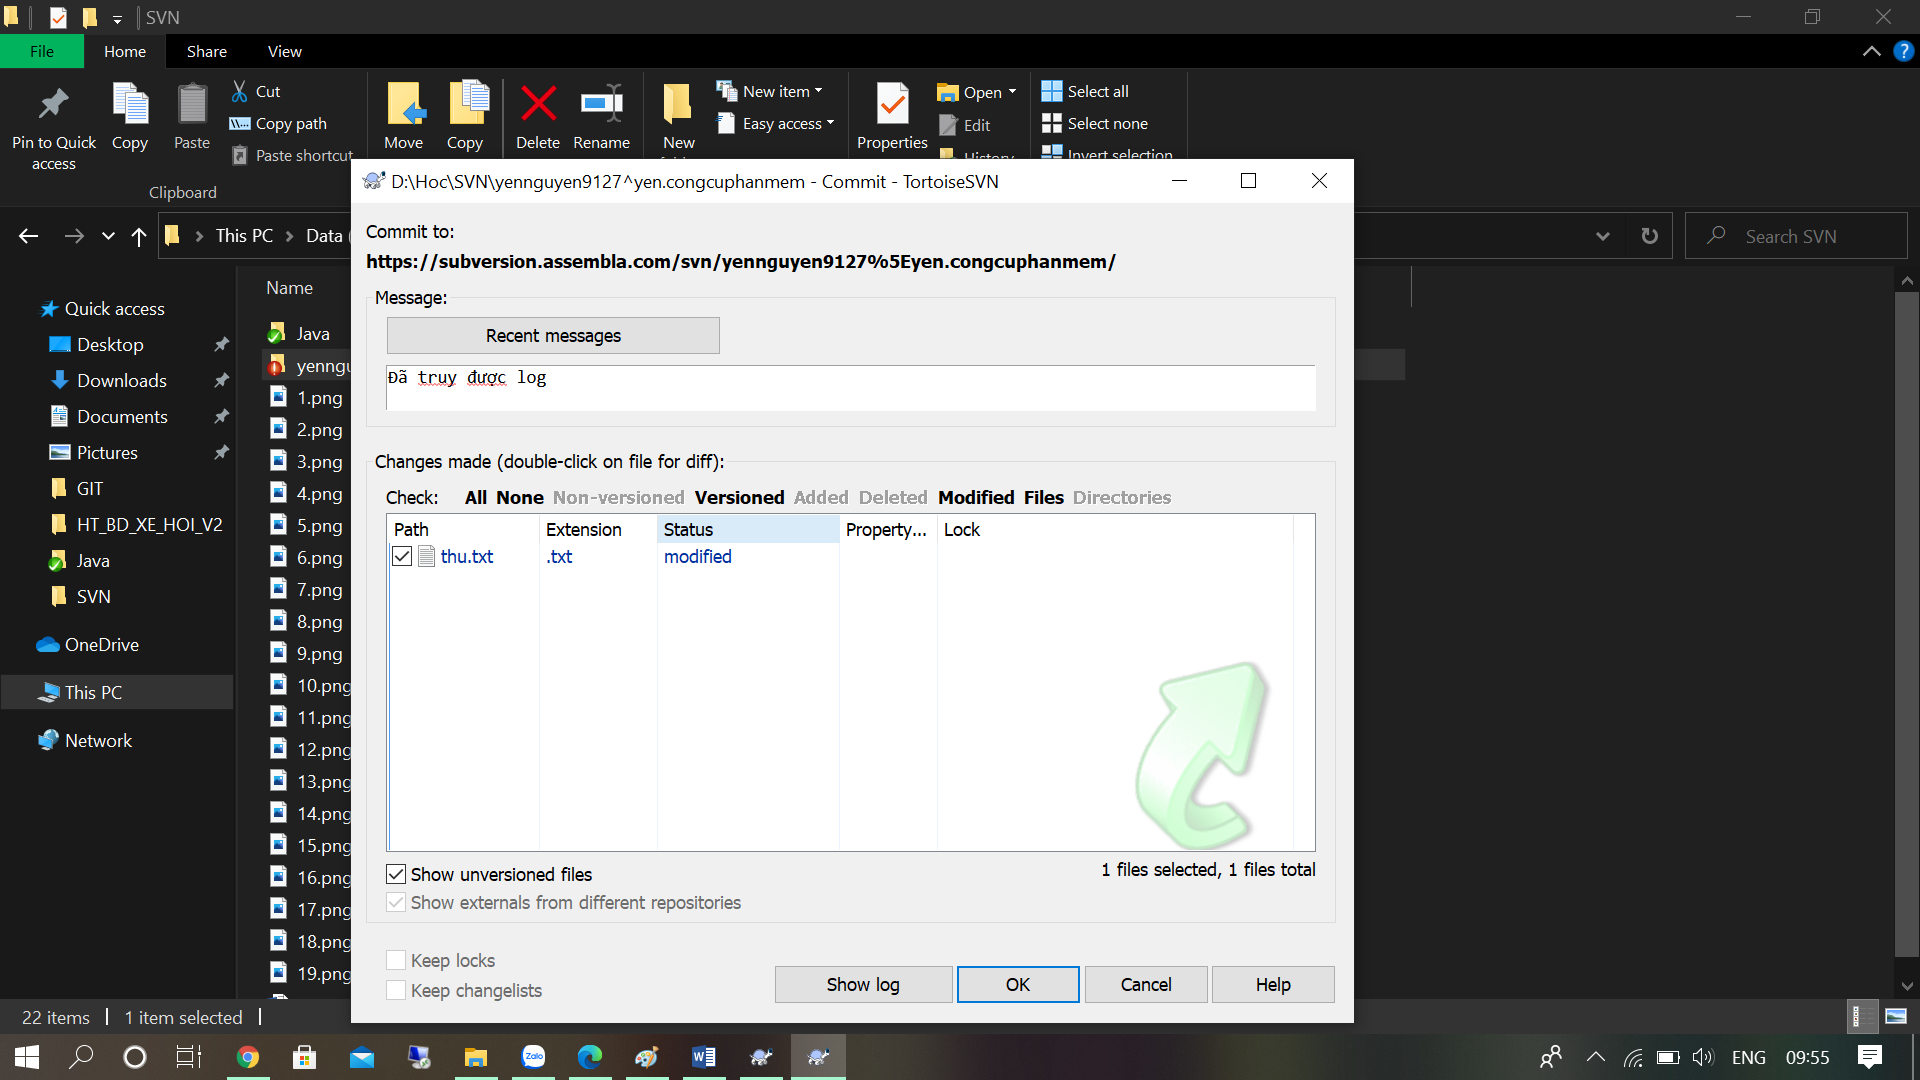 SVN
File Home Share View
Pin to Quick access
Copy
Paste
Cut
Copy path
Paste shortcut
Clipboard
Move
Copy
Delete
Rename
New
New item
Easy access
Properties
Open
Edit
History
Select all
Select none
Invert selection
This PC Data (
Search SVN
D:\Hoc\SVN\yennguyen9127^yen.congcuphanmem - Commit - TortoiseSVN
Commit to:
https://subversion.assembla.com/svn/yennguyen9127%5Eyen.congcuphanmem/
Message:
Recent messages
Đã truy được log
Changes made (double-click on file for diff):
Check: All None Non-versioned Versioned Added Deleted Modified Files Directories
Path Extension Status Property... Lock
thu.txt .txt modified
Show unversioned files
1 files selected, 1 files total
Show externals from different repositories
Keep locks
Keep changelists
Show log OK Cancel Help
Quick access
Desktop
Downloads
Documents
Pictures
GIT
HT_BD_XE_HOI_V2
Java
SVN
OneDrive
This PC
Network
Name
Java
yenngu
1.png
2.png
3.png
4.png
5.png
6.png
7.png
8.png
9.png
10.png
11.png
12.png
13.png
14.png
15.png
16.png
17.png
18.png
19.png
22 items 1 item selected
Zalo
ENG 09:55